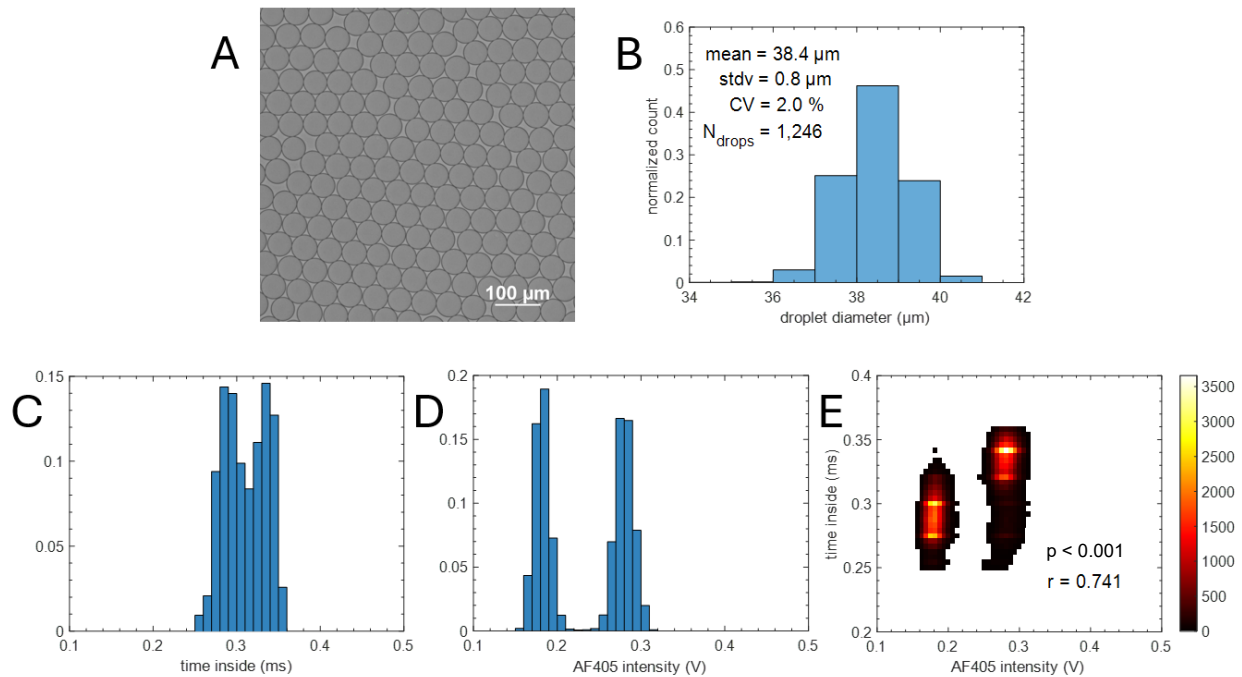 A
100 µm
B
mean = 38.4 µm
stdv = 0.8 µm
CV = 2.0 %
N_drops = 1,246
normalized count
0.6
0.5
0.4
0.3
0.2
0.1
0
34
36
38
40
42
droplet diameter (µm)
C
0.15
0.1
0.05
0
0.1
0.2
0.3
0.4
0.5
time inside (ms)
D
0.2
0.15
0.1
0.05
0
0.1
0.2
0.3
0.4
0.5
AF405 intensity (V)
E
time inside (ms)
0.4
0.35
0.3
0.25
0.2
p < 0.001
r = 0.741
0.1
0.2
0.3
0.4
0.5
AF405 intensity (V)
3500
3000
2500
2000
1500
1000
500
0